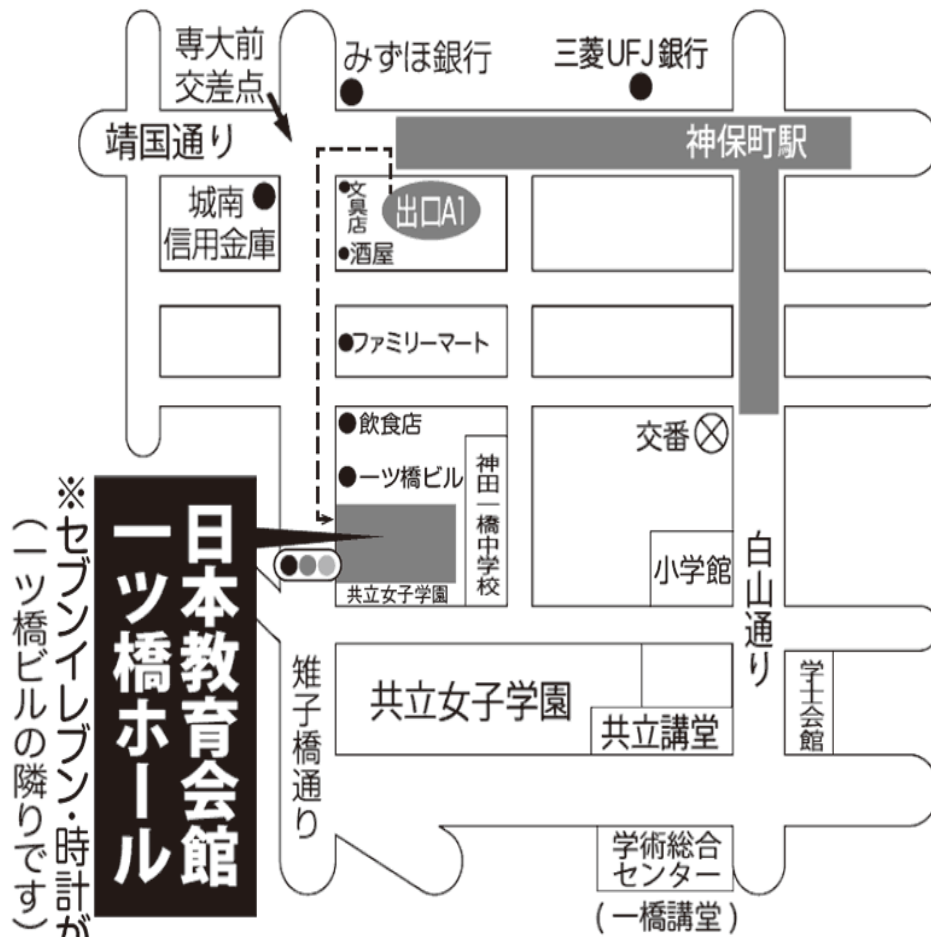 専大前
交差点
みずほ銀行
三菱UFJ銀行
靖国通り
神保町駅
城南
信用金庫
文具店
出口A1
酒屋
ファミリーマート
飲食店
一ツ橋ビル
神田一橋中学校
交番
日本教育会館
一ツ橋ホール
※セブンイレブン・時計が
(一ツ橋ビルの隣りです)
共立女子学園
小学館
白山通り
雉子橋通り
共立女子学園
共立講堂
学士会館
学術総合
センター
(一橋講堂)